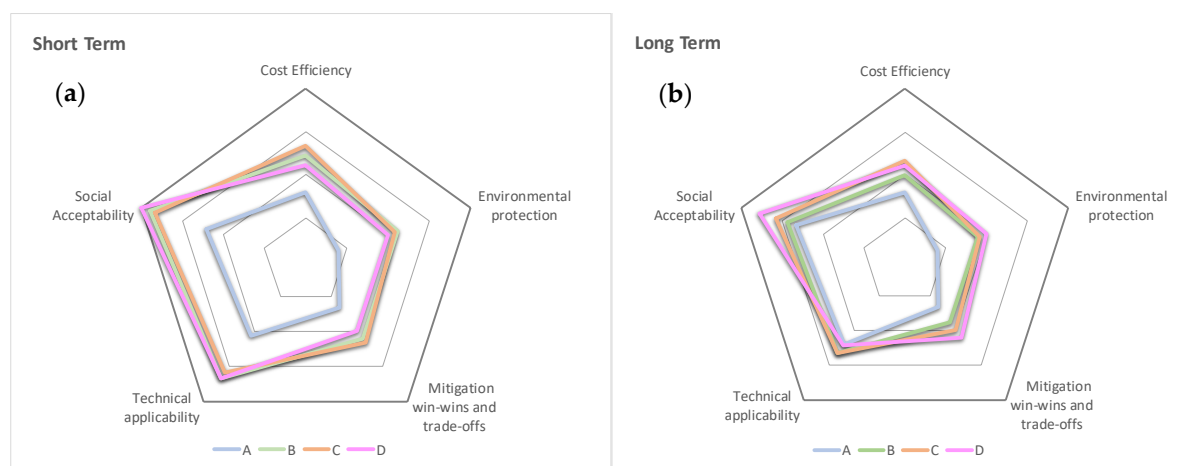 Short Term
(a)
Cost Efficiency
Social
Acceptability
Environmental
protection
Technical
applicability
Mitigation
win-wins and
trade-offs
A B C D
Long Term
(b)
Cost Efficiency
Social
Acceptability
Environmental
protection
Technical
applicability
Mitigation
win-wins and
trade-offs
A B C D